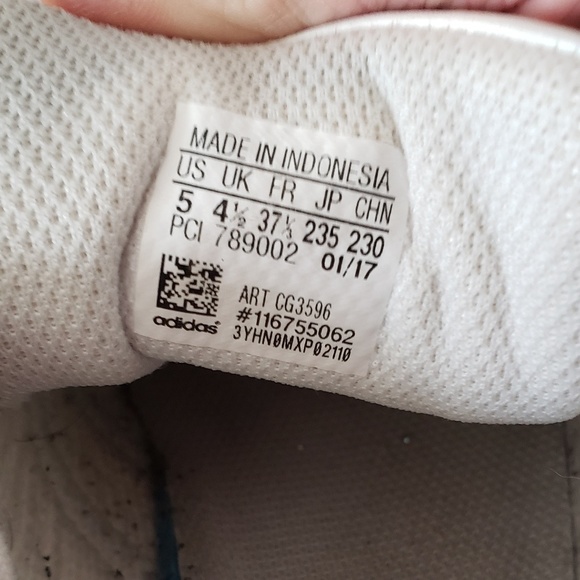 MADE IN INDONESIA
US UK FR JP CHN
5 4½ 37⅓ 235 230
PCI 789002 01/17
ART CG3596
#116755062
adidas
3YHN0MXP02110